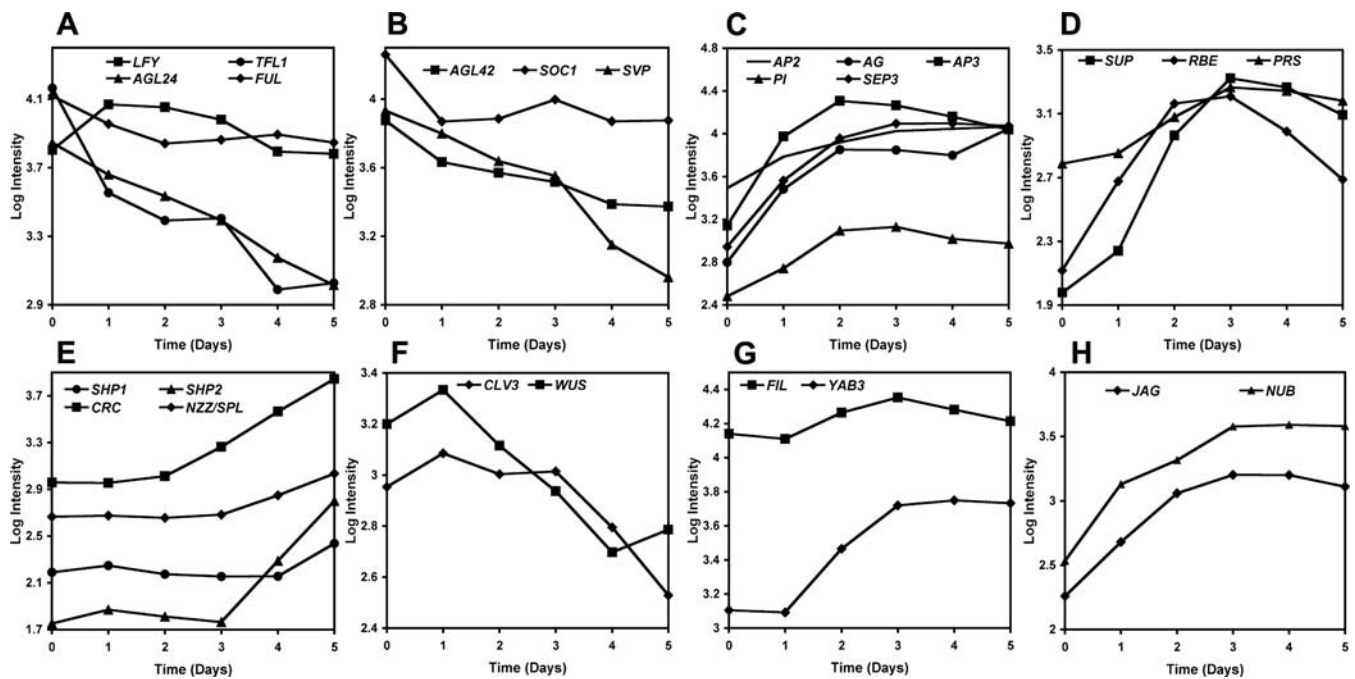 A
LFY TFL1
AGL24 FUL
Log Intensity
4.1
3.7
3.3
2.9
0 1 2 3 4 5
Time (Days)
B
AGL42 SOC1 SVP
Log Intensity
4
3.6
3.2
2.8
0 1 2 3 4 5
Time (Days)
C
AP2 AG AP3
PI SEP3
Log Intensity
4.8
4.4
4
3.6
3.2
2.8
2.4
0 1 2 3 4 5
Time (Days)
D
SUP RBE PRS
Log Intensity
3.5
3.1
2.7
2.3
1.9
0 1 2 3 4 5
Time (Days)
E
SHP1 SHP2
CRC NZZ/SPL
Log Intensity
3.7
3.3
2.9
2.5
2.1
1.7
0 1 2 3 4 5
Time (Days)
F
CLV3 WUS
Log Intensity
3.4
3.2
3
2.8
2.6
2.4
0 1 2 3 4 5
Time (Days)
G
FIL YAB3
Log Intensity
4.4
4.2
4
3.8
3.6
3.4
3.2
3
0 1 2 3 4 5
Time (Days)
H
JAG NUB
Log Intensity
4
3.5
3
2.5
2
0 1 2 3 4 5
Time (Days)